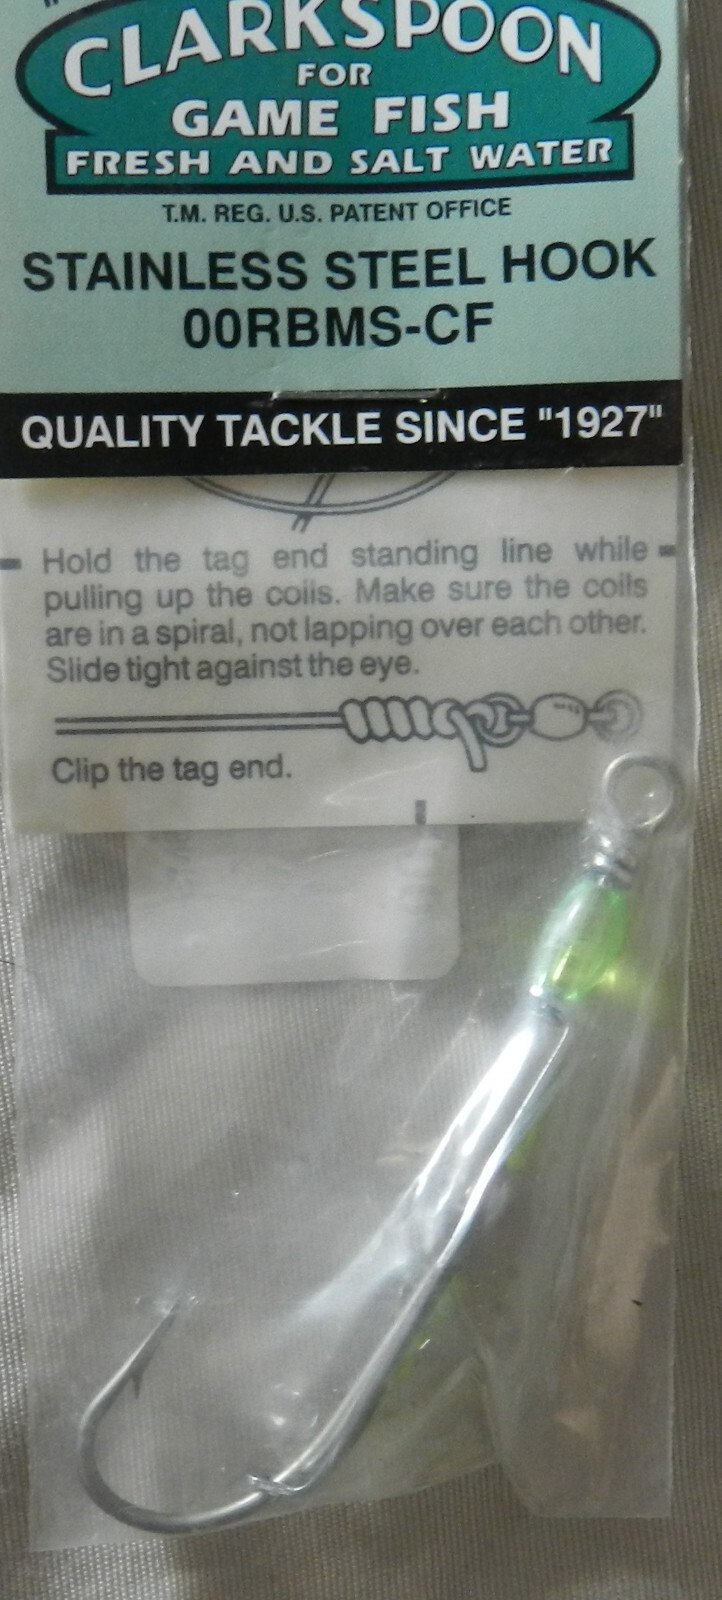 CLARKSPOON
FOR
GAME FISH
FRESH AND SALT WATER
T.M. REG. U.S. PATENT OFFICE
STAINLESS STEEL HOOK
00RBMS-CF
QUALITY TACKLE SINCE "1927"
Hold the tag end standing line while
pulling up the coils. Make sure the coils
are in a spiral, not lapping over each other.
Slide tight against the eye.
Clip the tag end.